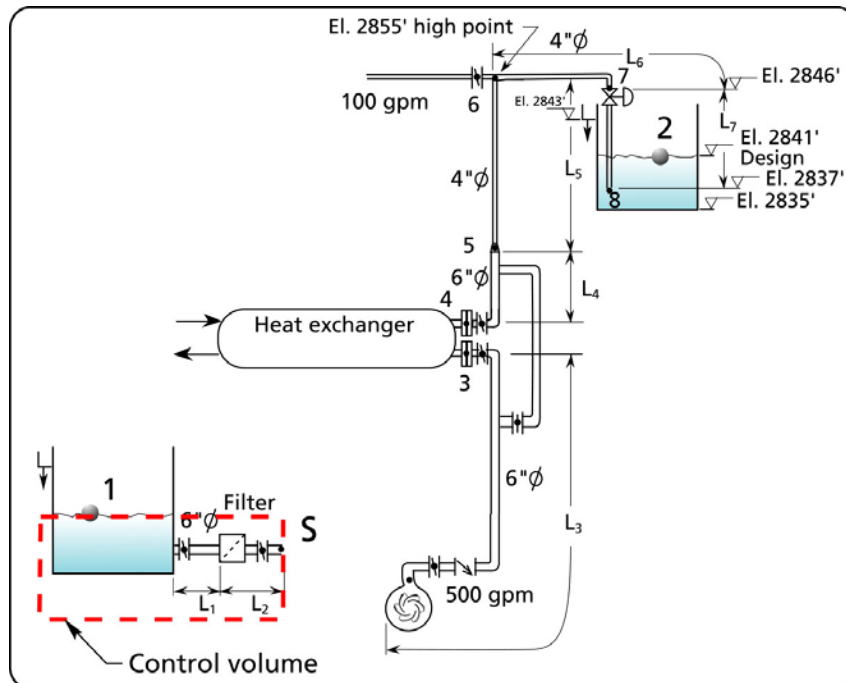 El. 2855' high point
4"Ø
L₆
7
El. 2846'
100 gpm
6
El. 2843'
L₇
2
El. 2841'
Design
L₅
4"Ø
El. 2837'
8
El. 2835'
5
6"Ø
L₄
4
Heat exchanger
3
6"Ø
L₃
1
Filter
6"Ø
S
500 gpm
L₁
L₂
Control volume